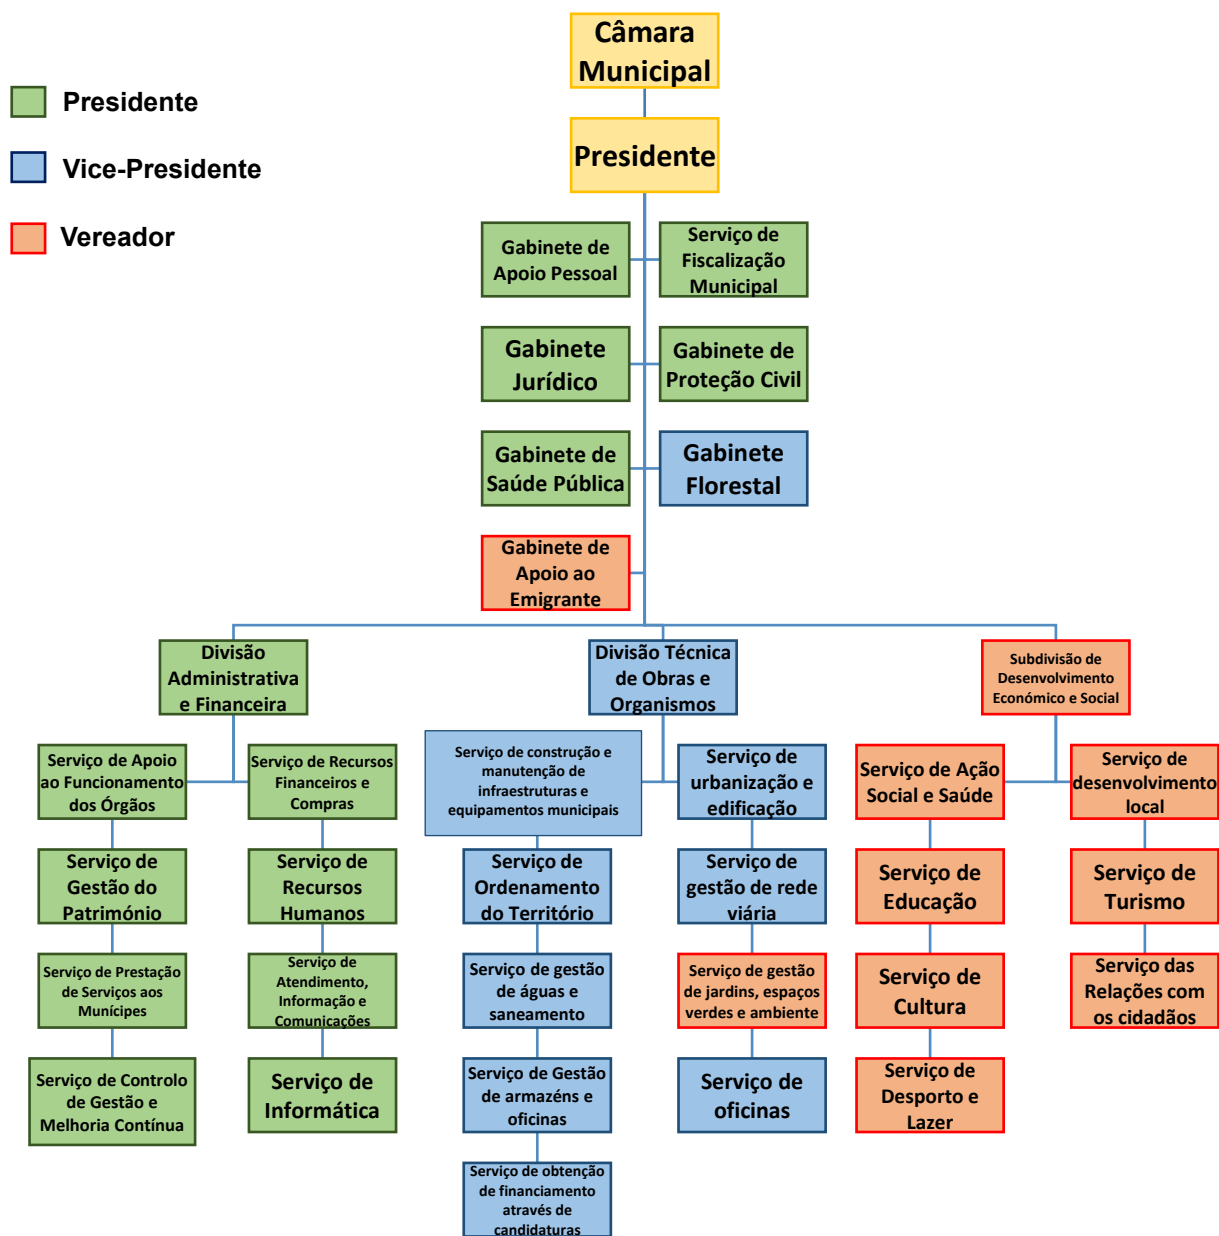 Câmara
Municipal
Presidente
Vice-Presidente
Vereador
Presidente
Gabinete de
Apoio Pessoal
Serviço de
Fiscalização
Municipal
Gabinete
Jurídico
Gabinete de
Proteção Civil
Gabinete de
Saúde Pública
Gabinete
Florestal
Gabinete de
Apoio ao
Emigrante
Divisão
Administrativa
e Financeira
Divisão Técnica
de Obras e
Organismos
Subdivisão de
Desenvolvimento
Económico e Social
Serviço de Apoio
ao Funcionamento
dos Órgãos
Serviço de Recursos
Financeiros e
Compras
Serviço de construção e
manutenção de
infraestruturas e
equipamentos municipais
Serviço de
urbanização e
edificação
Serviço de Ação
Social e Saúde
Serviço de
desenvolvimento
local
Serviço de
Gestão do
Património
Serviço de
Recursos
Humanos
Serviço de
Ordenamento
do Território
Serviço de
gestão de rede
viária
Serviço de
Educação
Serviço de
Turismo
Serviço de Prestação
de Serviços aos
Munícipes
Serviço de
Atendimento,
Informação e
Comunicações
Serviço de gestão
de águas e
saneamento
Serviço de gestão
de jardins, espaços
verdes e ambiente
Serviço de
Cultura
Serviço das
Relações com
os cidadãos
Serviço de Controlo
de Gestão e
Melhoria Contínua
Serviço de
Informática
Serviço de Gestão
de armazéns e
oficinas
Serviço de
oficinas
Serviço de
Desporto e
Lazer
Serviço de obtenção
de financiamento
através de
candidaturas